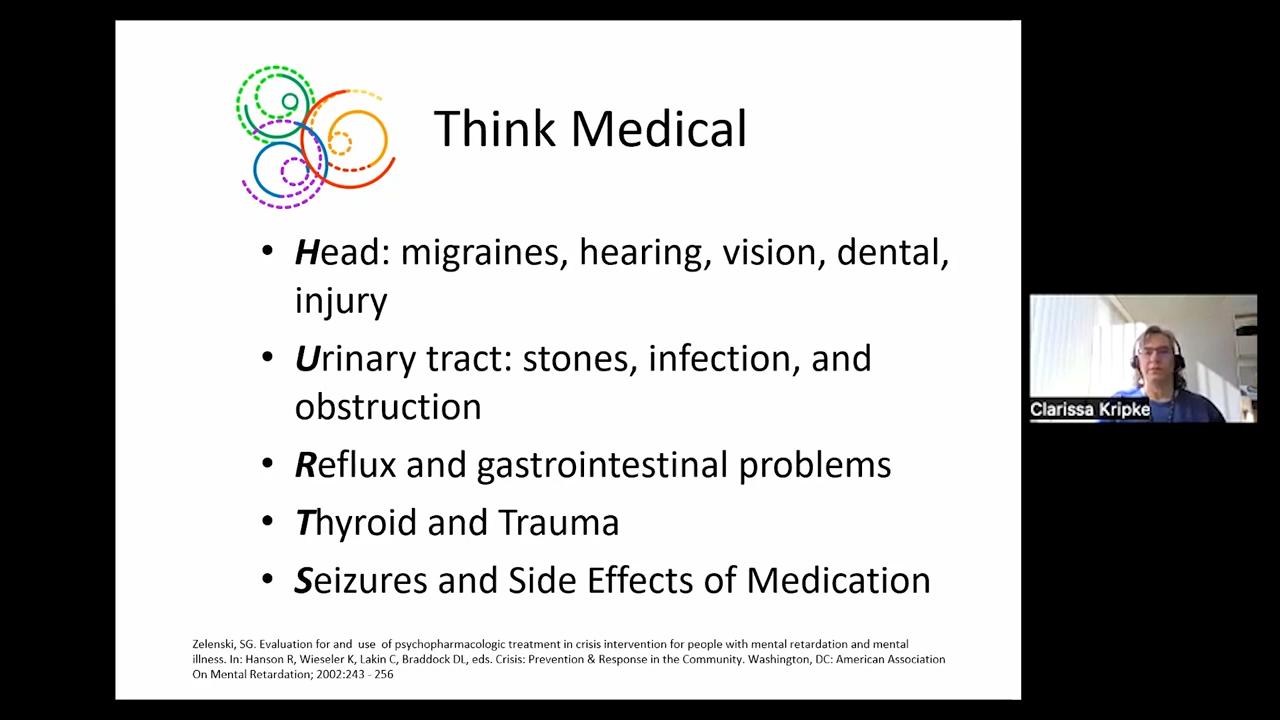 Think Medical
• Head: migraines, hearing, vision, dental,
injury
• Urinary tract: stones, infection, and
obstruction
• Reflux and gastrointestinal problems
• Thyroid and Trauma
• Seizures and Side Effects of Medication
Zelenski, SG. Evaluation for and use of psychopharmacologic treatment in crisis intervention for people with mental retardation and mental
illness. In: Hanson R, Wieseler K, Lakin C, Braddock DL, eds. Crisis: Prevention & Response in the Community. Washington, DC: American Association
On Mental Retardation; 2002:243 - 256
Clarissa Kripke